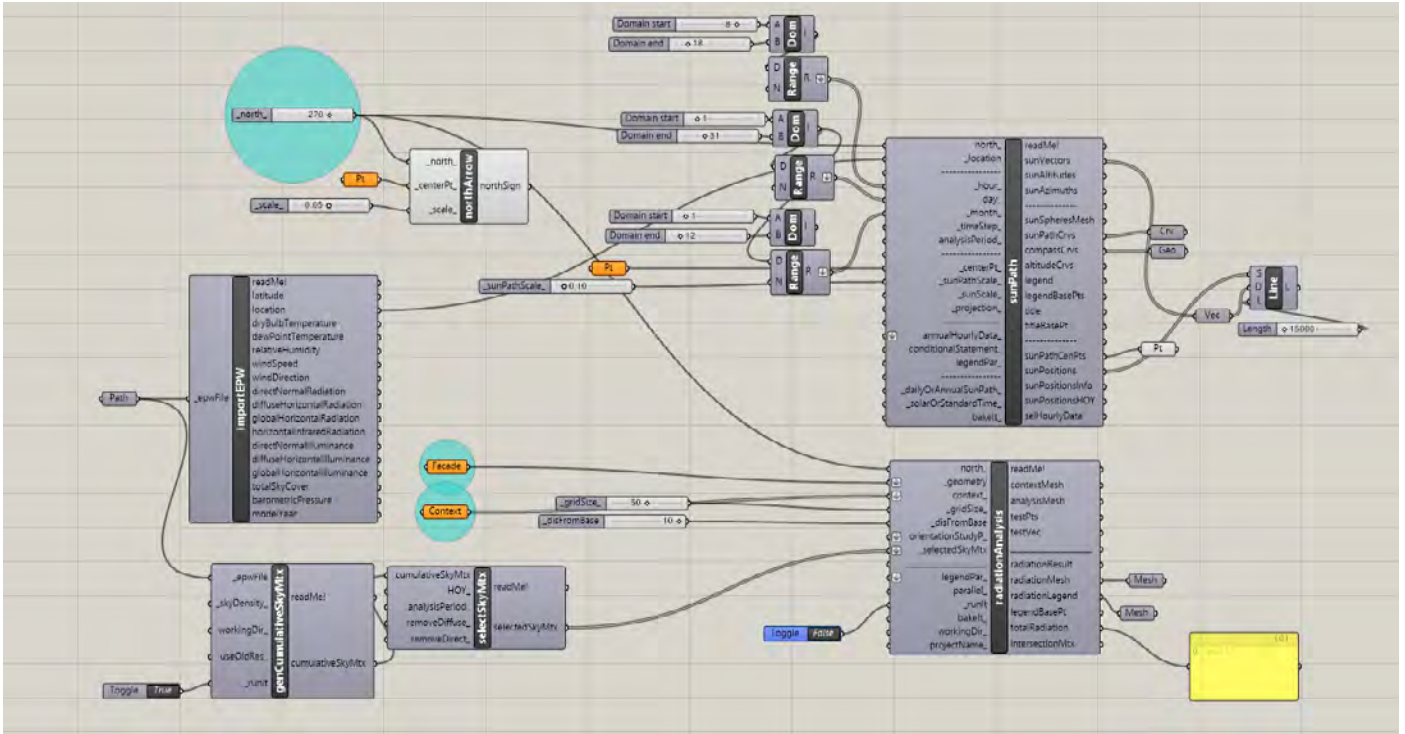 Domain start 8
Domain end 18
A
B
Dom
I
D
N
Range
R
_north_ 270
Domain start 1
Domain end 31
A
B
Dom
I
D
N
Range
R
_north_
_centerPt_
_scale_
northArrow
northSign
Pt
_scale_ 0.05
Domain start 1
Domain end 12
A
B
Dom
I
D
N
Range
R
Pt
_sunPathScale_ 0.10
north_
_location
_hour_
_day_
_month_
_timeStep_
analysisPeriod_
_centerPt_
_sunPathScale_
_sunScale_
_projection_
annualHourlyData_
conditionalStatement_
legendPar_
_dailyOrAnnualSunPath_
_solarOrStandardTime_
bakeIt_
sunPath
readMe!
sunVectors
sunAltitudes
sunAzimuths
sunSpheresMesh
sunPathCrvs
compassCrvs
altitudeCrvs
legend
legendBasePts
title
titleBasePt
sunPathCenPts
sunPositions
sunPositionsInfo
sunPositionsHOY
selHourlyData
Crv
Geo
Vec
Pt
S
D
L
Line
L
Length 15000
Path
_epwFile
importEPW
readMe!
latitude
location
dryBulbTemperature
dewPointTemperature
relativeHumidity
windSpeed
windDirection
directNormalRadiation
diffuseHorizontalRadiation
globalHorizontalRadiation
horizontalInfraredRadiation
directNormalIlluminance
diffuseHorizontalIlluminance
globalHorizontalIlluminance
totalSkyCover
barometricPressure
modelYear
Facade
Context
_gridSize_ 50
_disFromBase 10
north_
_geometry
context_
_gridSize_
_disFromBase
orientationStudyP_
_selectedSkyMtx
legendPar_
parallel_
_runIt
bakeIt_
workingDir_
projectName_
radiationAnalysis
readMe!
contextMesh
analysisMesh
testPts
testVec
radiationResult
radiationMesh
radiationLegend
legendBasePt
totalRadiation
intersectionMtx
Mesh
Mesh
Toggle False
_epwFile
_skyDensity_
workingDir_
useOldRes_
_runIt
genCumulativeSkyMtx
readMe!
cumulativeSkyMtx
Toggle True
cumulativeSkyMtx
HOY_
analysisPeriod_
removeDiffuse_
removeDirect_
selectSkyMtx
readMe!
selectedSkyMtx
{0}
0